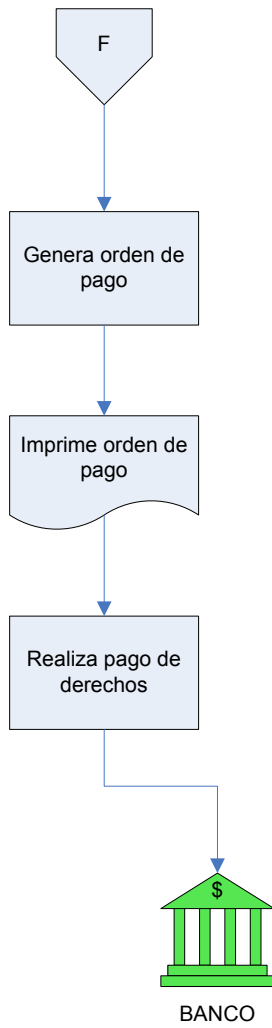 F
Genera orden de
pago
Imprime orden de
pago
Realiza pago de
derechos
$
BANCO